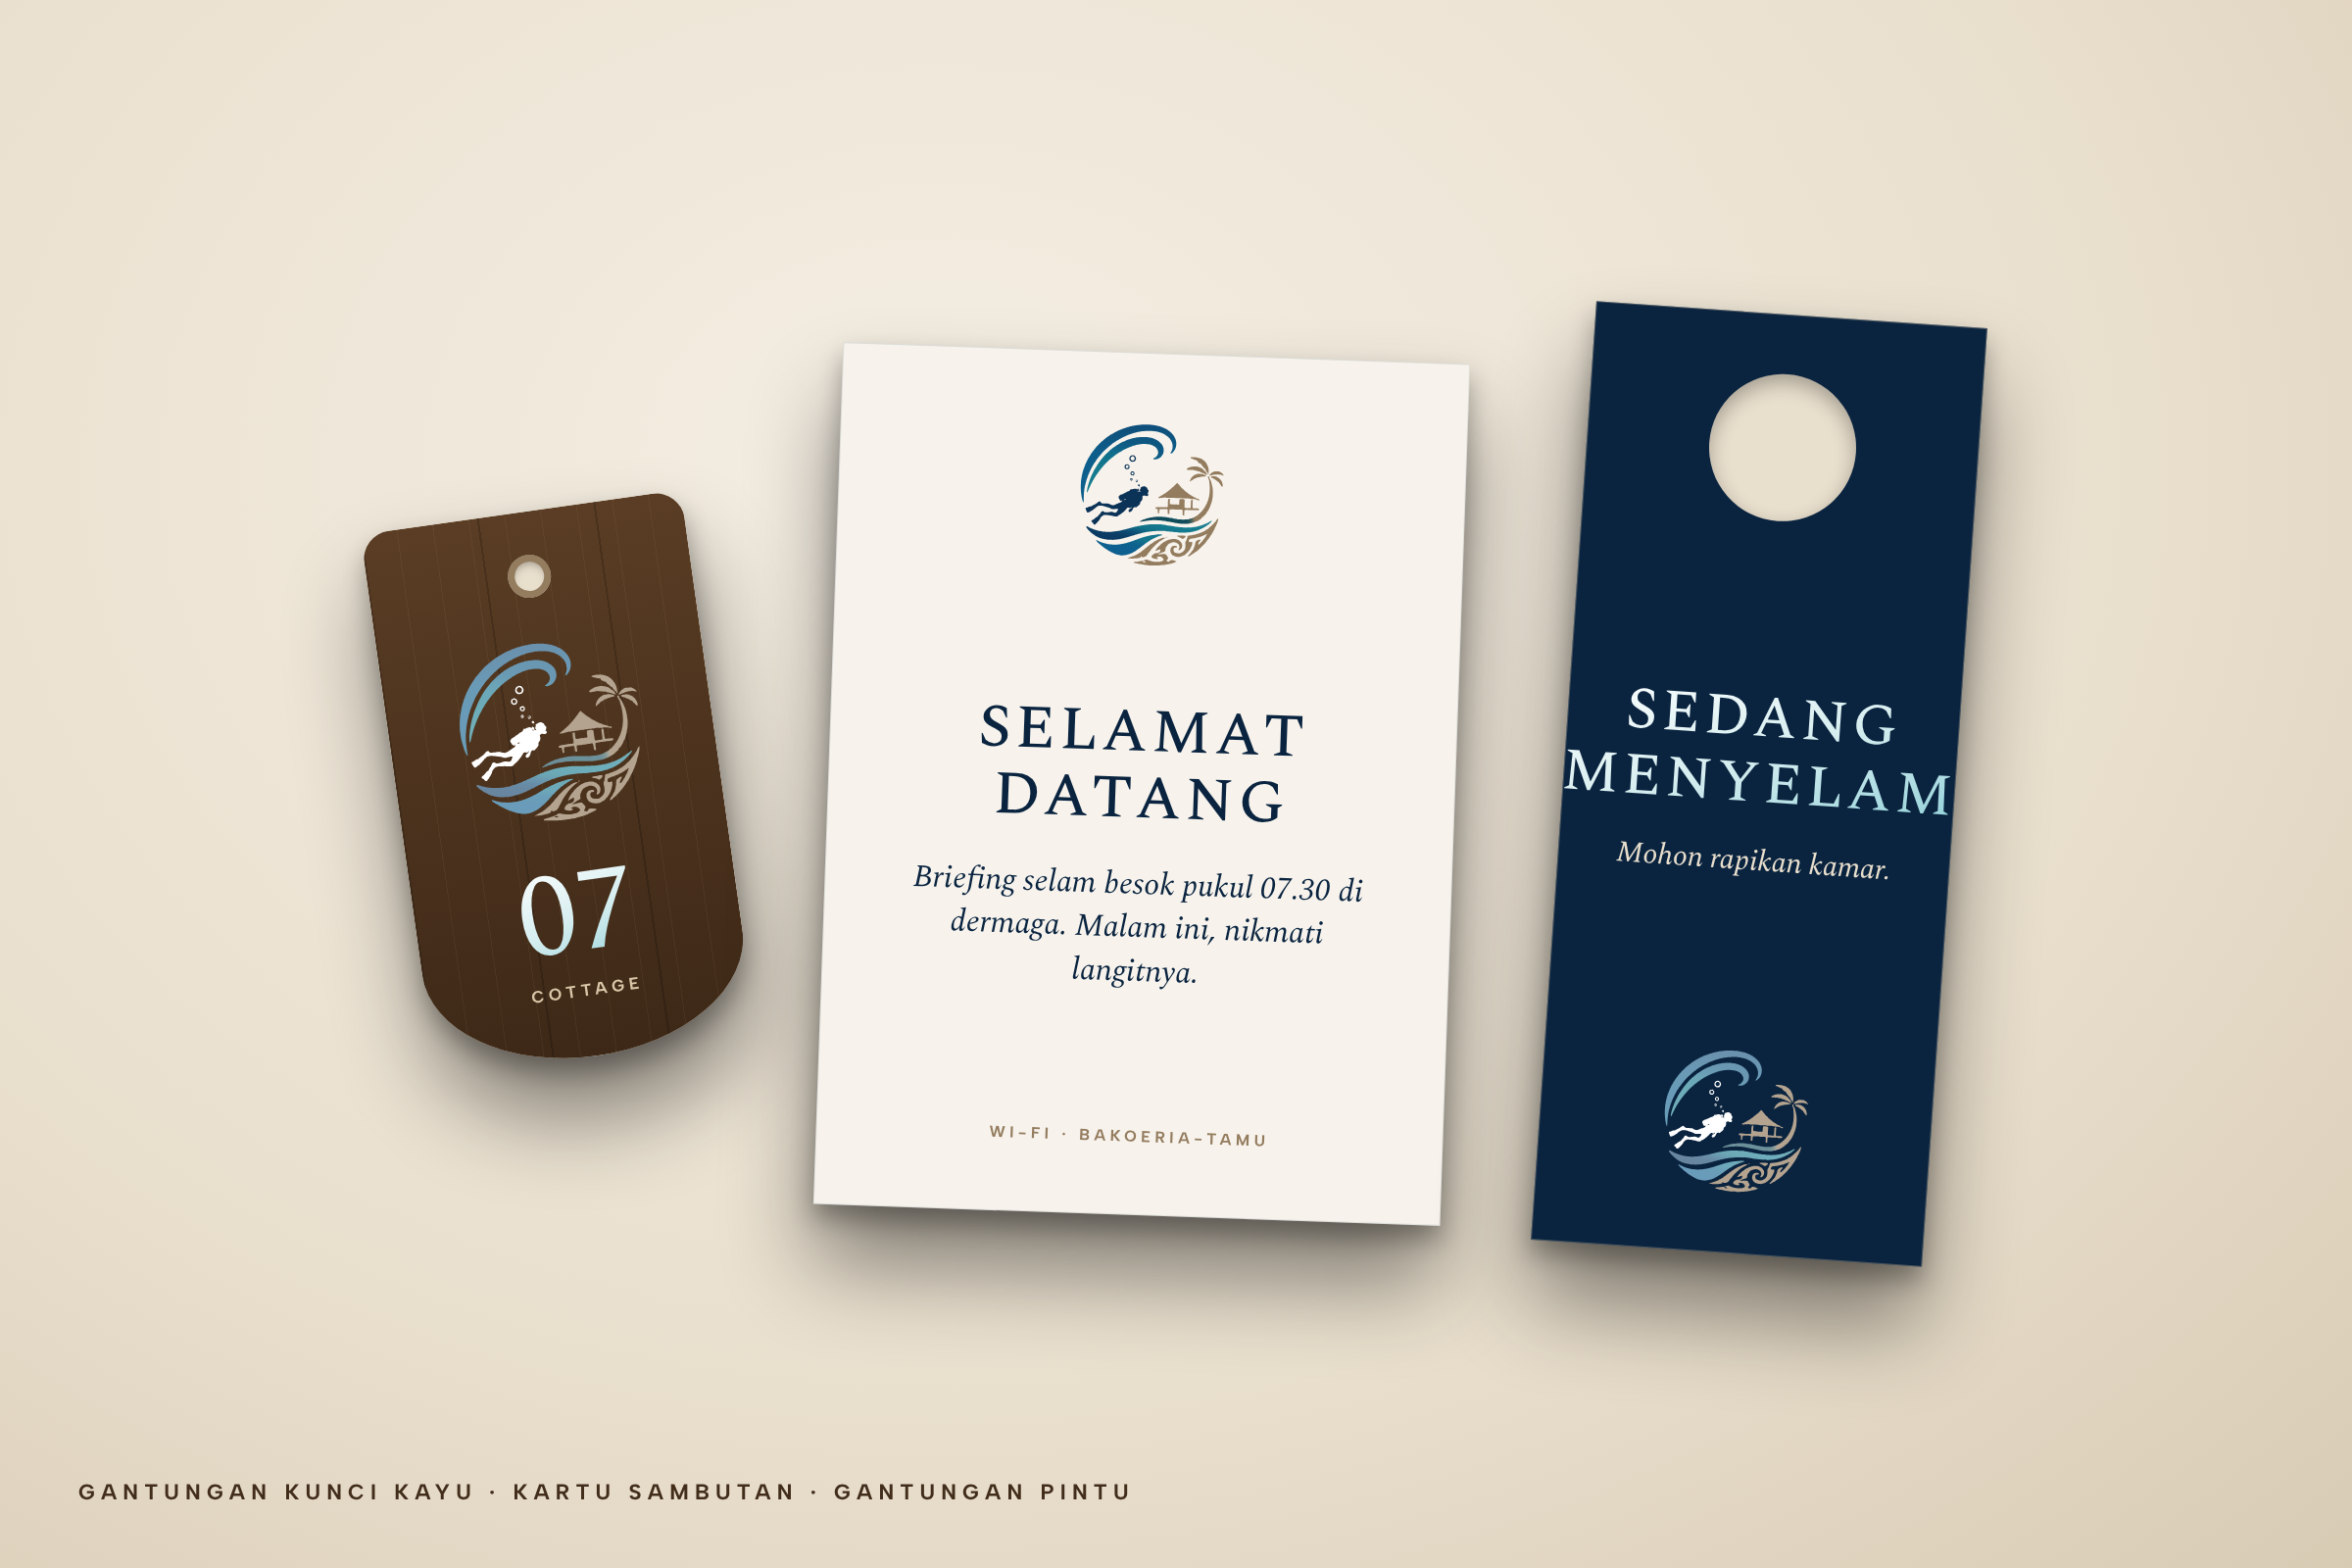 07
COTTAGE
SELAMAT
DATANG
Briefing selam besok pukul 07.30 di
dermaga. Malam ini, nikmati
langitnya.
WI-FI · BAKOERIA-TAMU
SEDANG
MENYELAM
Mohon rapikan kamar.
GANTUNGAN KUNCI KAYU · KARTU SAMBUTAN · GANTUNGAN PINTU